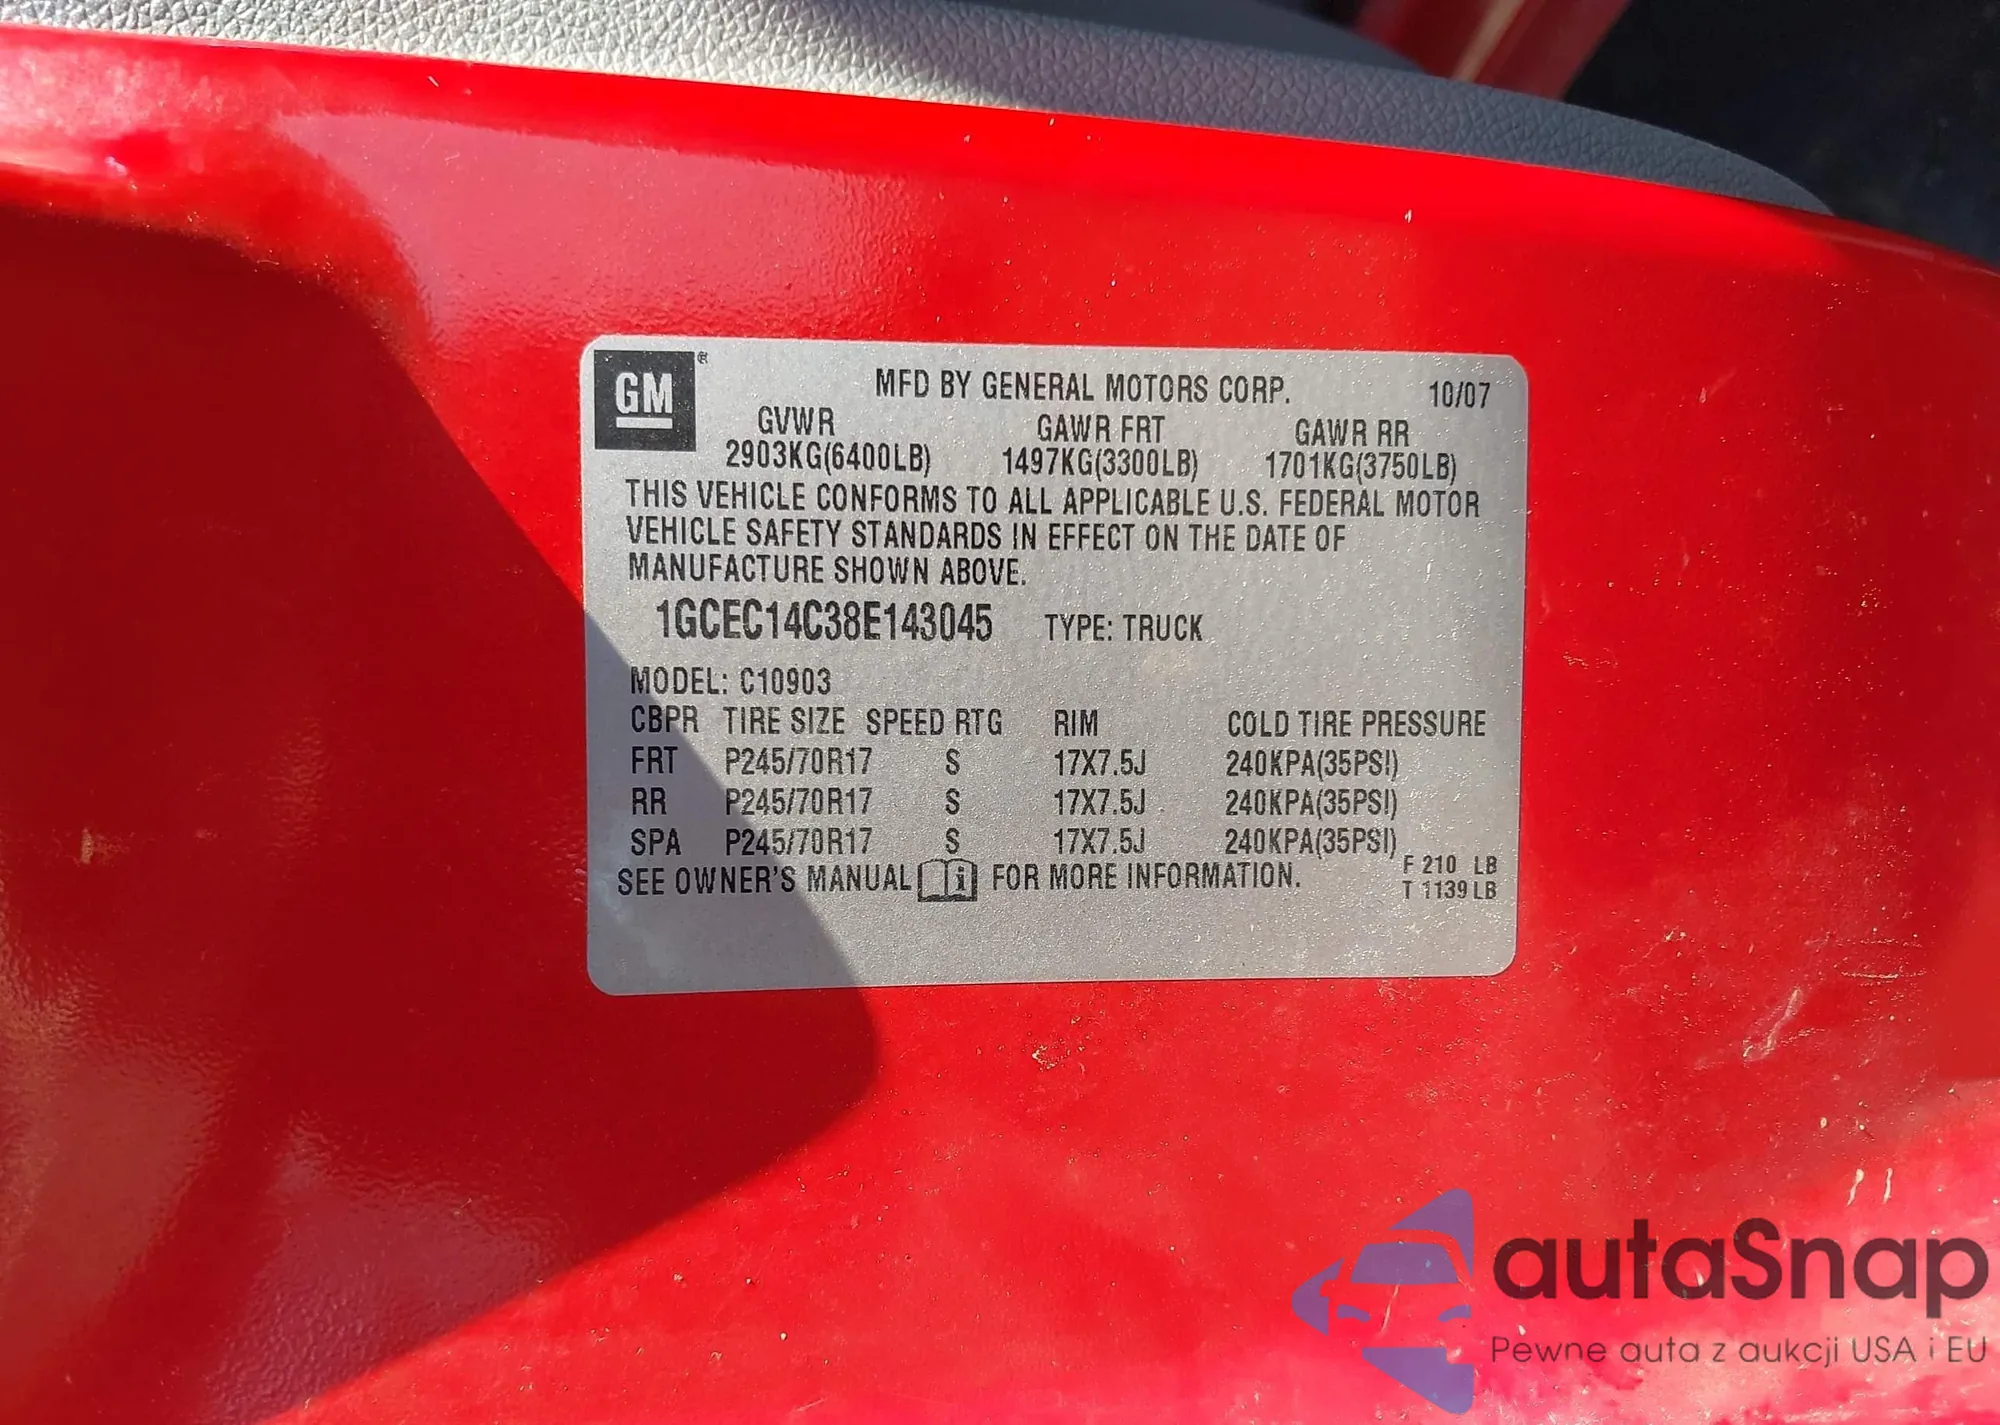 GM®
MFD BY GENERAL MOTORS CORP. 10/07
GVWR GAWR FRT GAWR RR
2903KG(6400LB) 1497KG(3300LB) 1701KG(3750LB)
THIS VEHICLE CONFORMS TO ALL APPLICABLE U.S. FEDERAL MOTOR
VEHICLE SAFETY STANDARDS IN EFFECT ON THE DATE OF
MANUFACTURE SHOWN ABOVE.
1GCEC14C38E143045 TYPE: TRUCK
MODEL: C10903
CBPR TIRE SIZE SPEED RTG RIM COLD TIRE PRESSURE
FRT P245/70R17 S 17X7.5J 240KPA(35PSI)
RR P245/70R17 S 17X7.5J 240KPA(35PSI)
SPA P245/70R17 S 17X7.5J 240KPA(35PSI)
SEE OWNER'S MANUAL i FOR MORE INFORMATION.
F 210 LB
T 1139 LB
autaSnap
Pewne auta z aukcji USA i EU